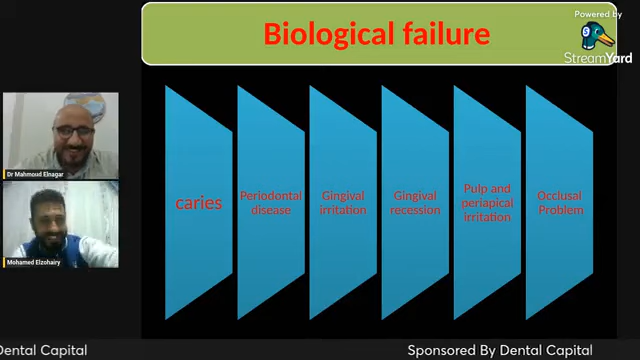 Biological failure
Powered by
StreamYard
Dr Mahmoud Elnagar
Mohamed Elzohairy
caries
Periodontal
disease
Gingival
irritation
Gingival
recession
Pulp and
periapical
irritation
Occlusal
Problem
Dental Capital
Sponsored By Dental Capital